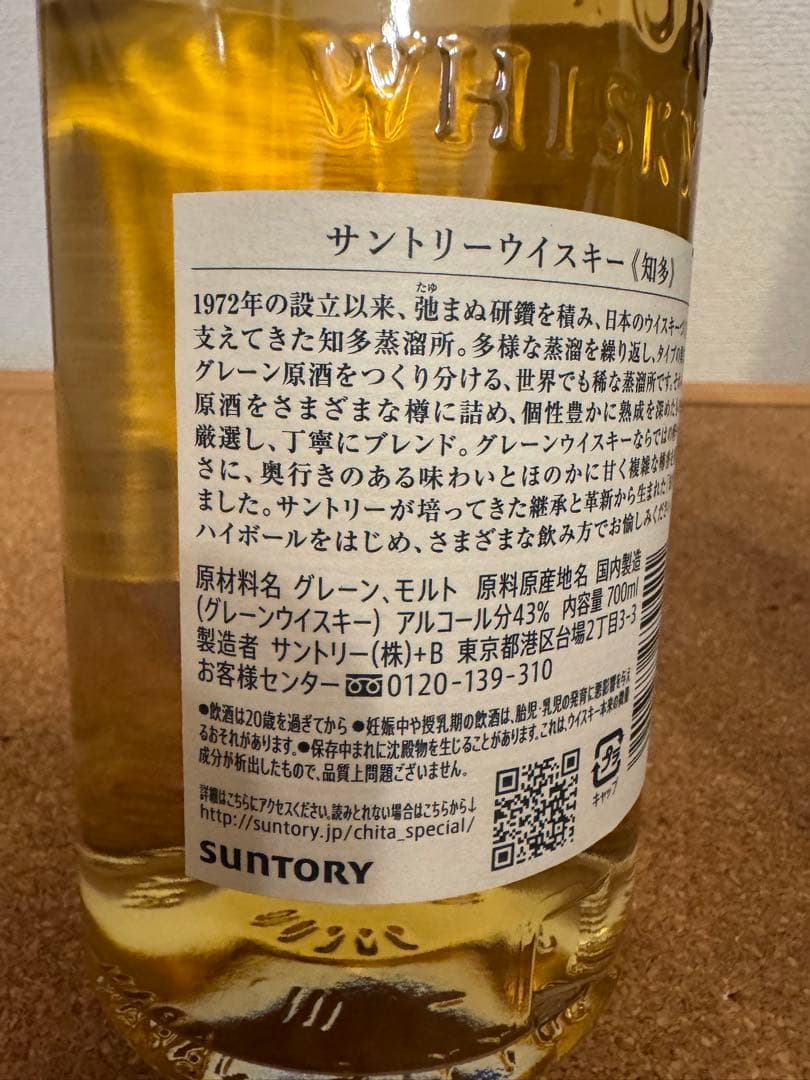 WHISKY
サントリーウイスキー《知多》
たゆ
1972年の設立以来、弛まぬ研鑽を積み、日本のウイスキーづ
支えてきた知多蒸溜所。多様な蒸溜を繰り返し、タイプの
グレーン原酒をつくり分ける、世界でも稀な蒸溜所です。
原酒をさまざまな樽に詰め、個性豊かに熟成を深めた
厳選し、丁寧にブレンド。グレーンウイスキーならではの
さに、奥行きのある味わいとほのかに甘く複雑な樽香を
ました。サントリーが培ってきた継承と革新から生まれた
ハイボールをはじめ、さまざまな飲み方でお愉しみくだ
原材料名 グレーン、モルト 原料原産地名 国内製造
(グレーンウイスキー) アルコール分43% 内容量 700ml
製造者 サントリー(株)+B 東京都港区台場2丁目3-3
お客様センター 0120-139-310
●飲酒は20歳を過ぎてから ●妊娠中や授乳期の飲酒は、胎児・乳児の発育に悪影響を与え
るおそれがあります。●保存中まれに沈殿物を生じることがあります。これは、ウイスキー本来の微量
成分が析出したもので、品質上問題ございません。
詳細はこちらにアクセスください。読みとれない場合はこちらから↓
http://suntory.jp/chita_special/
キャップ
SUNTORY